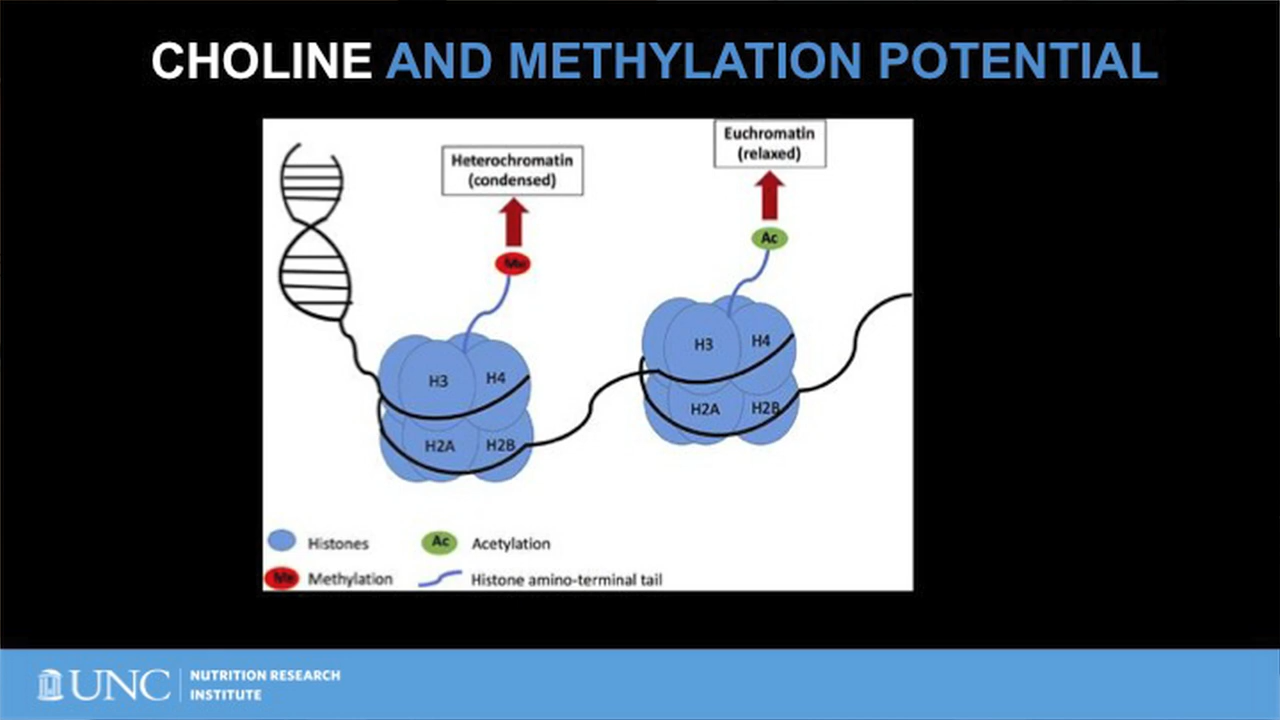 CHOLINE AND METHYLATION POTENTIAL
Heterochromatin
(condensed)
Euchromatin
(relaxed)
Me
Ac
H3
H4
H2A
H2B
H3
H4
H2A
H2B
Histones
Ac
Acetylation
Me
Methylation
Histone amino-terminal tail
UNC
NUTRITION RESEARCH
INSTITUTE